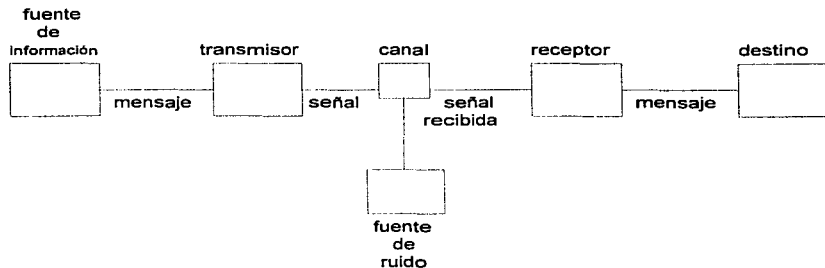 fuente
de
información
transmisor
canal
receptor
destino
mensaje
señal
señal
recibida
mensaje
fuente
de
ruido